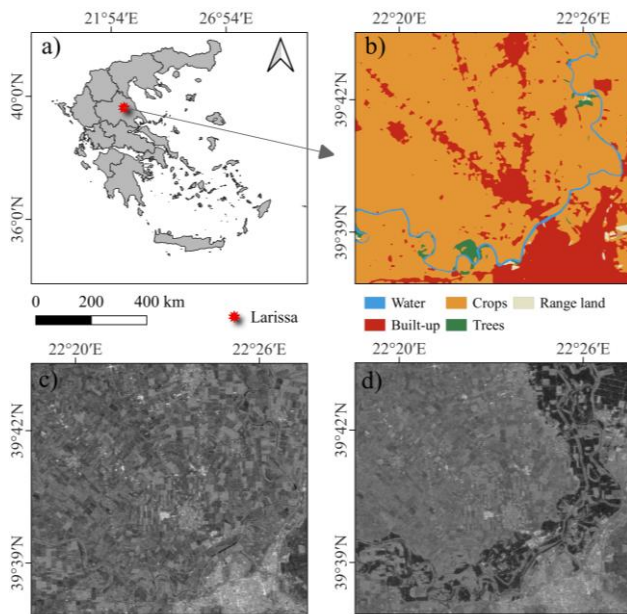 21°54′E 26°54′E
a)
40°0′N
36°0′N
0 200 400 km
Larissa
22°20′E 22°26′E
b)
39°42′N
39°39′N
Water Crops Range land
Built-up Trees
22°20′E 22°26′E
c)
39°42′N
39°39′N
22°20′E 22°26′E
d)
39°42′N
39°39′N